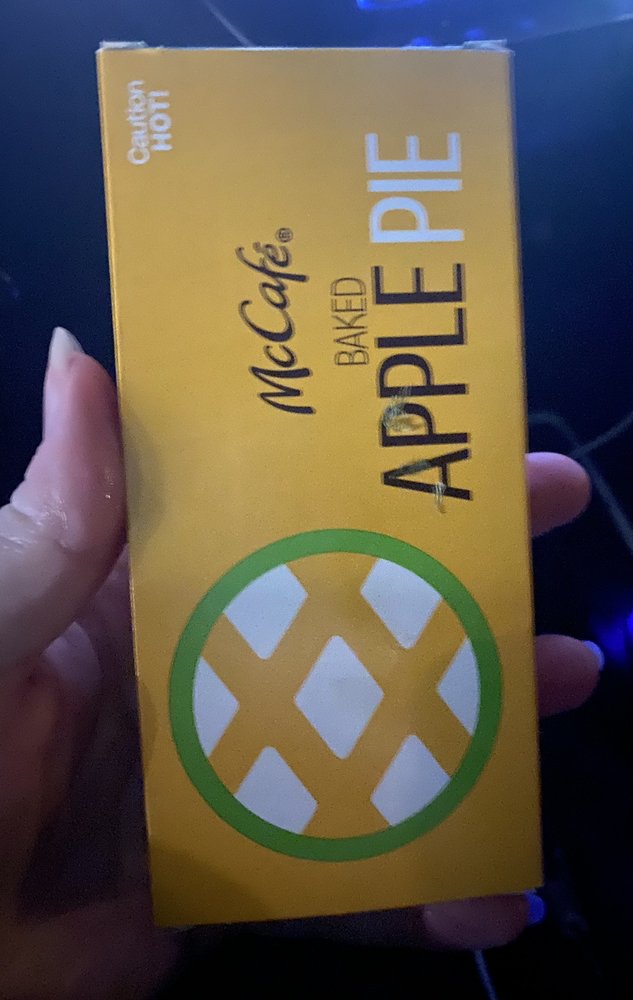 Caution
HOT!
McCafé®
BAKED
APPLE PIE